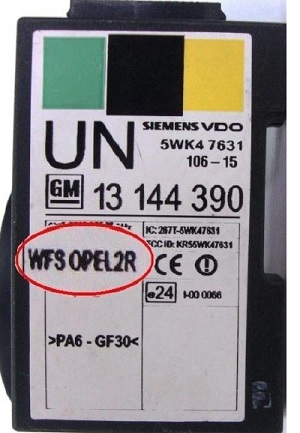 UN
SIEMENS VDO
5WK4 7631
106-15
GM 13 144 390
IC: 267T-5WK47631
FCC ID: KR55WK47631
WFS OPEL2R
CE
e24 I-00 0066
>PA6 - GF30<